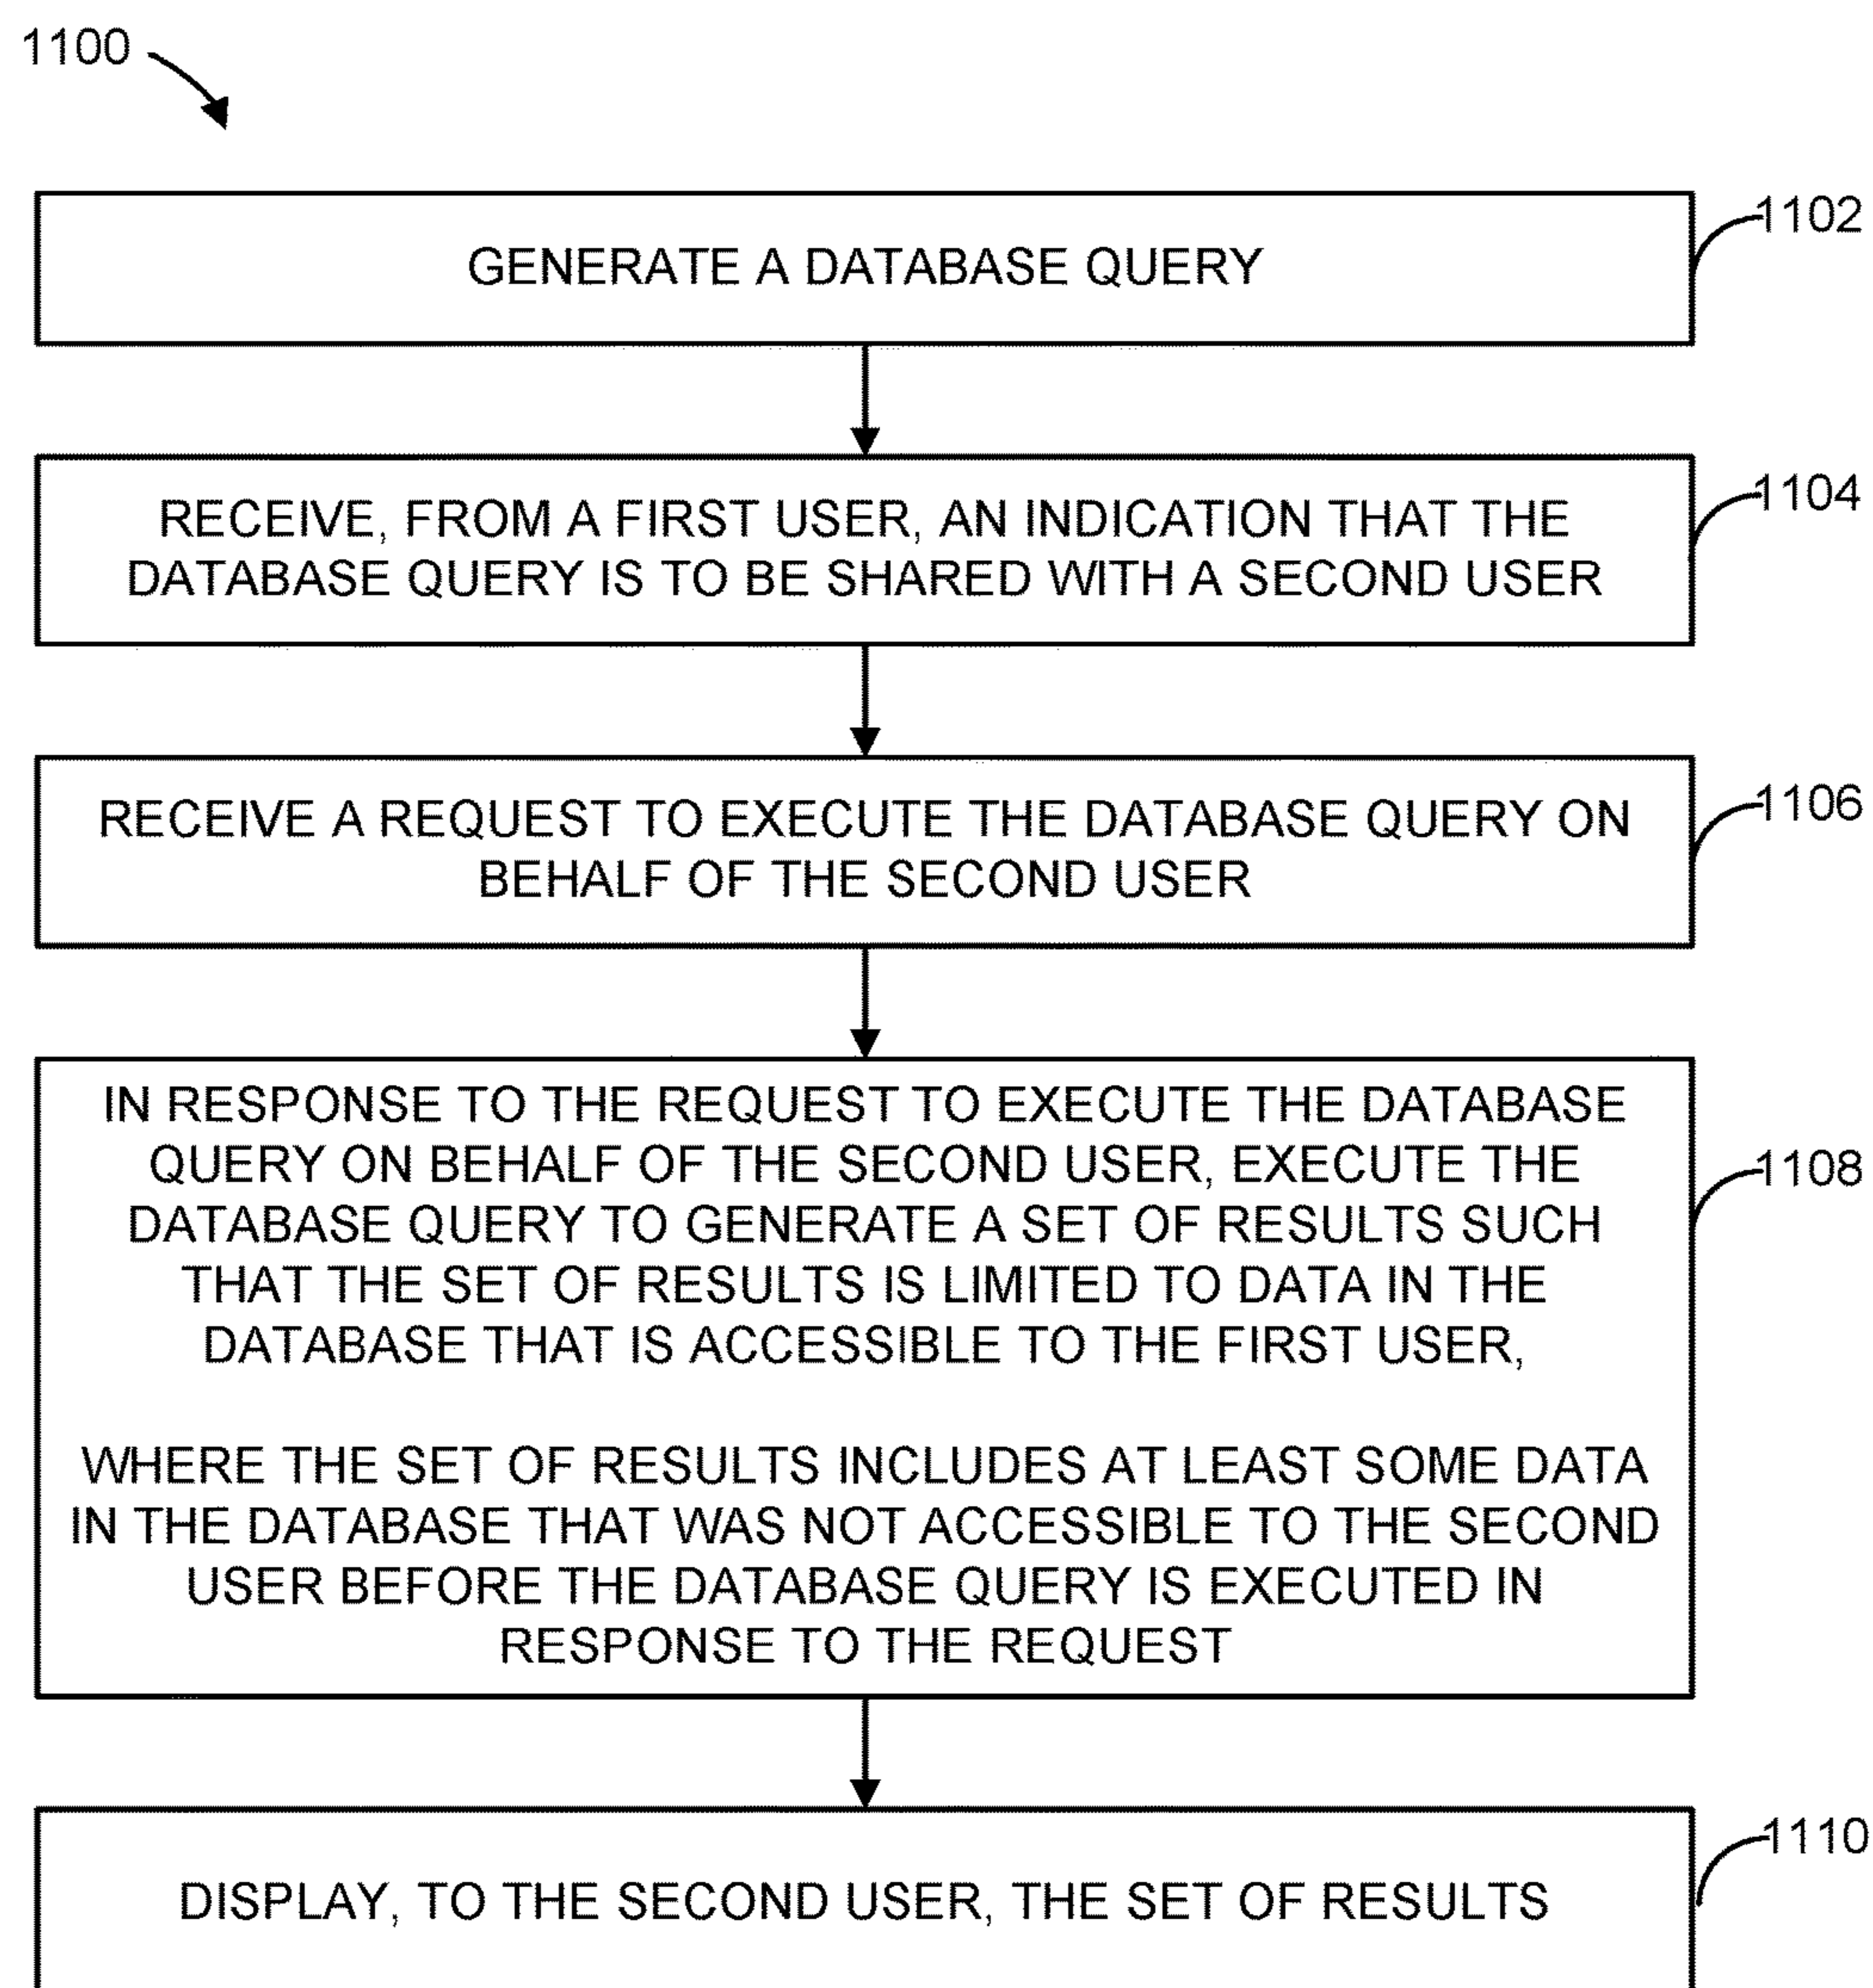 1100
GENERATE A DATABASE QUERY
1102
RECEIVE, FROM A FIRST USER, AN INDICATION THAT THE
DATABASE QUERY IS TO BE SHARED WITH A SECOND USER
1104
RECEIVE A REQUEST TO EXECUTE THE DATABASE QUERY ON
BEHALF OF THE SECOND USER
1106
IN RESPONSE TO THE REQUEST TO EXECUTE THE DATABASE
QUERY ON BEHALF OF THE SECOND USER, EXECUTE THE
DATABASE QUERY TO GENERATE A SET OF RESULTS SUCH
THAT THE SET OF RESULTS IS LIMITED TO DATA IN THE
DATABASE THAT IS ACCESSIBLE TO THE FIRST USER,
WHERE THE SET OF RESULTS INCLUDES AT LEAST SOME DATA
IN THE DATABASE THAT WAS NOT ACCESSIBLE TO THE SECOND
USER BEFORE THE DATABASE QUERY IS EXECUTED IN
RESPONSE TO THE REQUEST
1108
DISPLAY, TO THE SECOND USER, THE SET OF RESULTS
1110